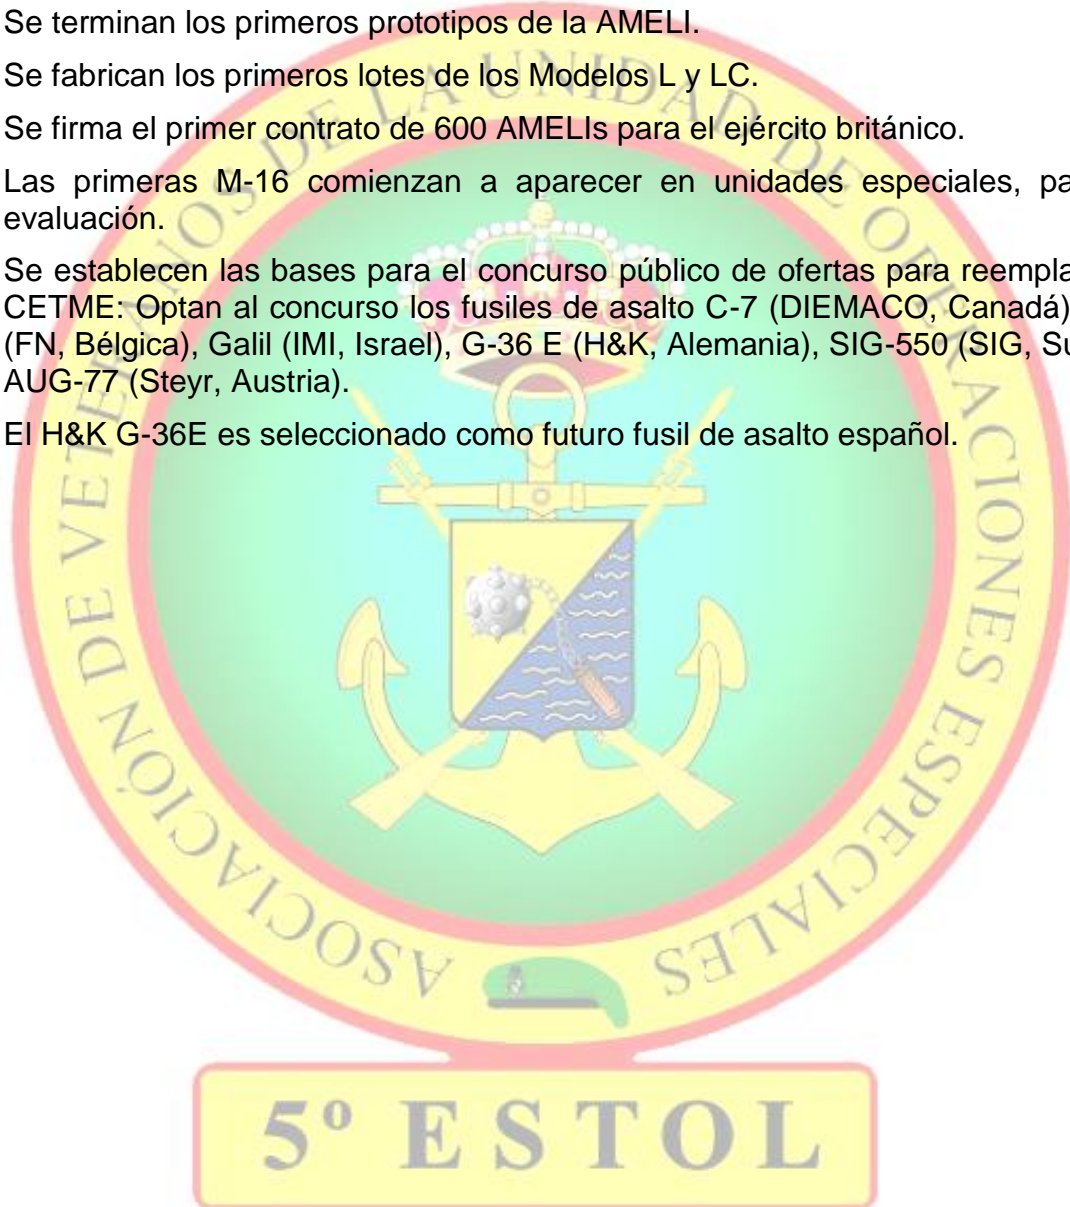 Se terminan los primeros prototipos de la AMELI.
Se fabrican los primeros lotes de los Modelos L y LC.
Se firma el primer contrato de 600 AMELIs para el ejército británico.
Las primeras M-16 comienzan a aparecer en unidades especiales, pa
evaluación.
Se establecen las bases para el concurso público de ofertas para reempla
CETME: Optan al concurso los fusiles de asalto C-7 (DIEMACO, Canadá)
(FN, Bélgica), Galil (IMI, Israel), G-36 E (H&K, Alemania), SIG-550 (SIG, Su
AUG-77 (Steyr, Austria).
El H&K G-36E es seleccionado como futuro fusil de asalto español.
ASOCIACIÓN DE VETERANOS DE LA UNIDAD DE OPERACIONES ESPECIALES
5º ESTOL